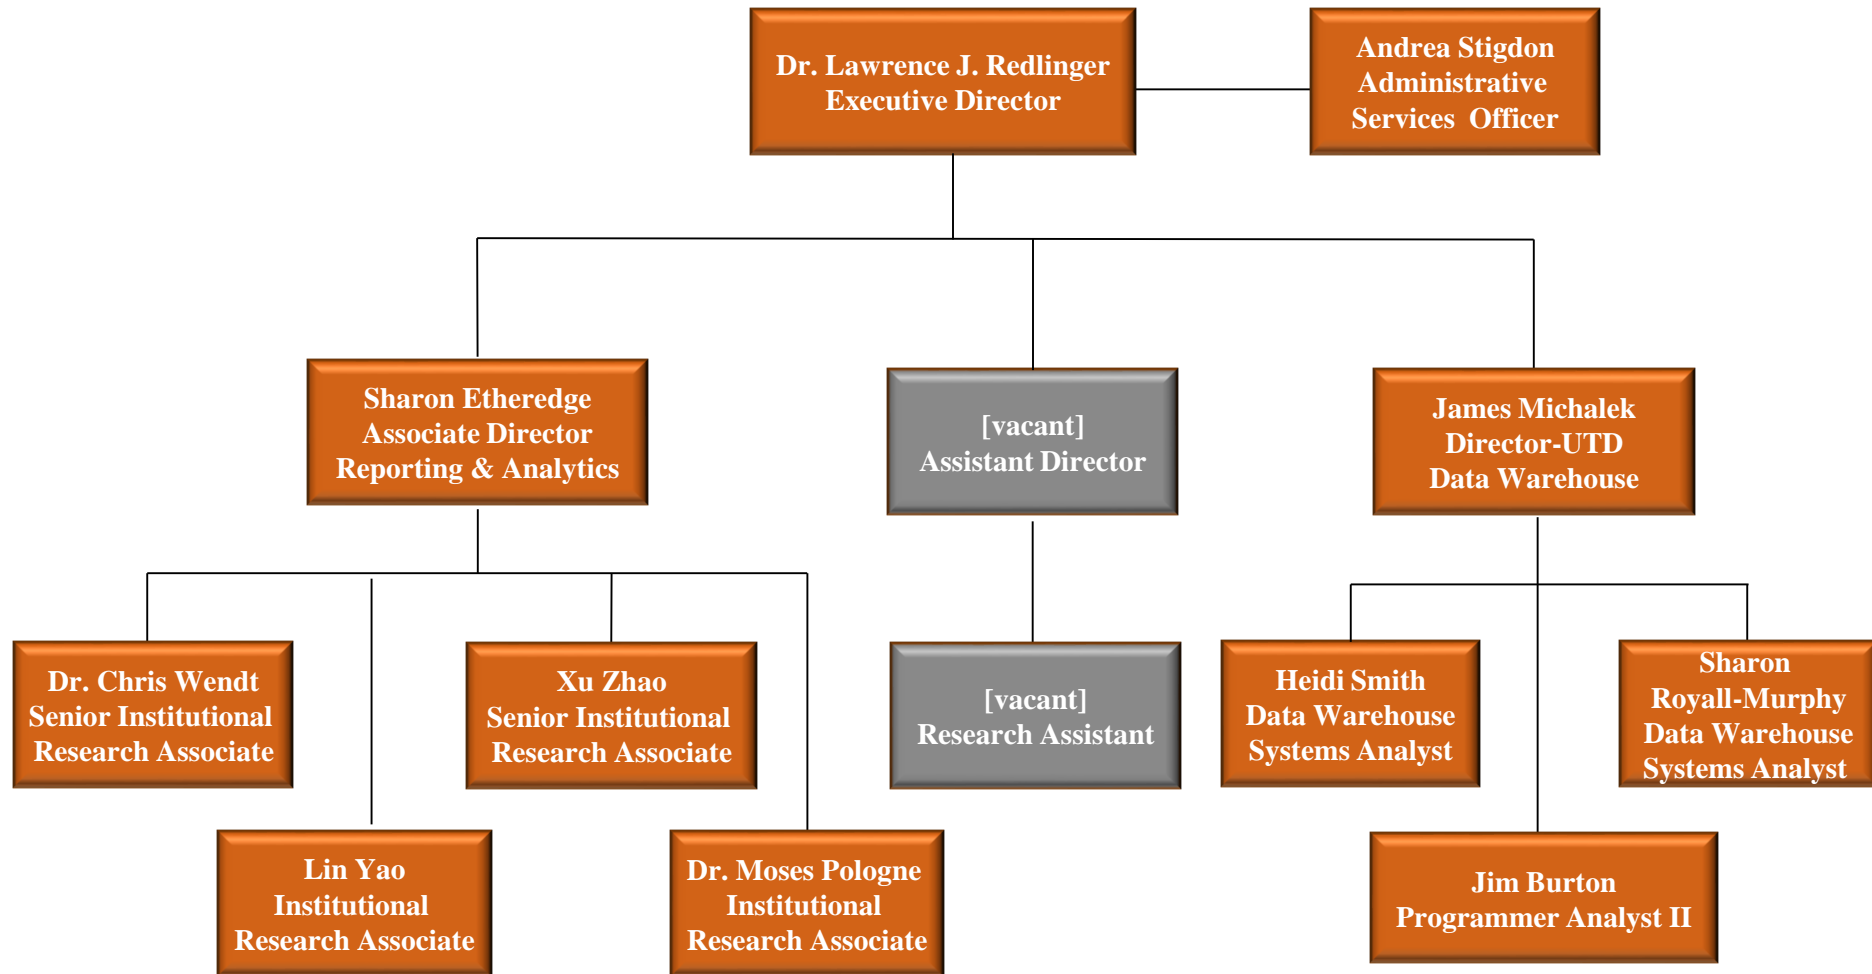 Dr. Lawrence J. Redlinger
Executive Director
Andrea Stigdon
Administrative
Services Officer
Sharon Etheredge
Associate Director
Reporting & Analytics
[vacant]
Assistant Director
James Michalek
Director-UTD
Data Warehouse
Dr. Chris Wendt
Senior Institutional
Research Associate
Xu Zhao
Senior Institutional
Research Associate
[vacant]
Research Assistant
Heidi Smith
Data Warehouse
Systems Analyst
Sharon
Royall-Murphy
Data Warehouse
Systems Analyst
Lin Yao
Institutional
Research Associate
Dr. Moses Pologne
Institutional
Research Associate
Jim Burton
Programmer Analyst II